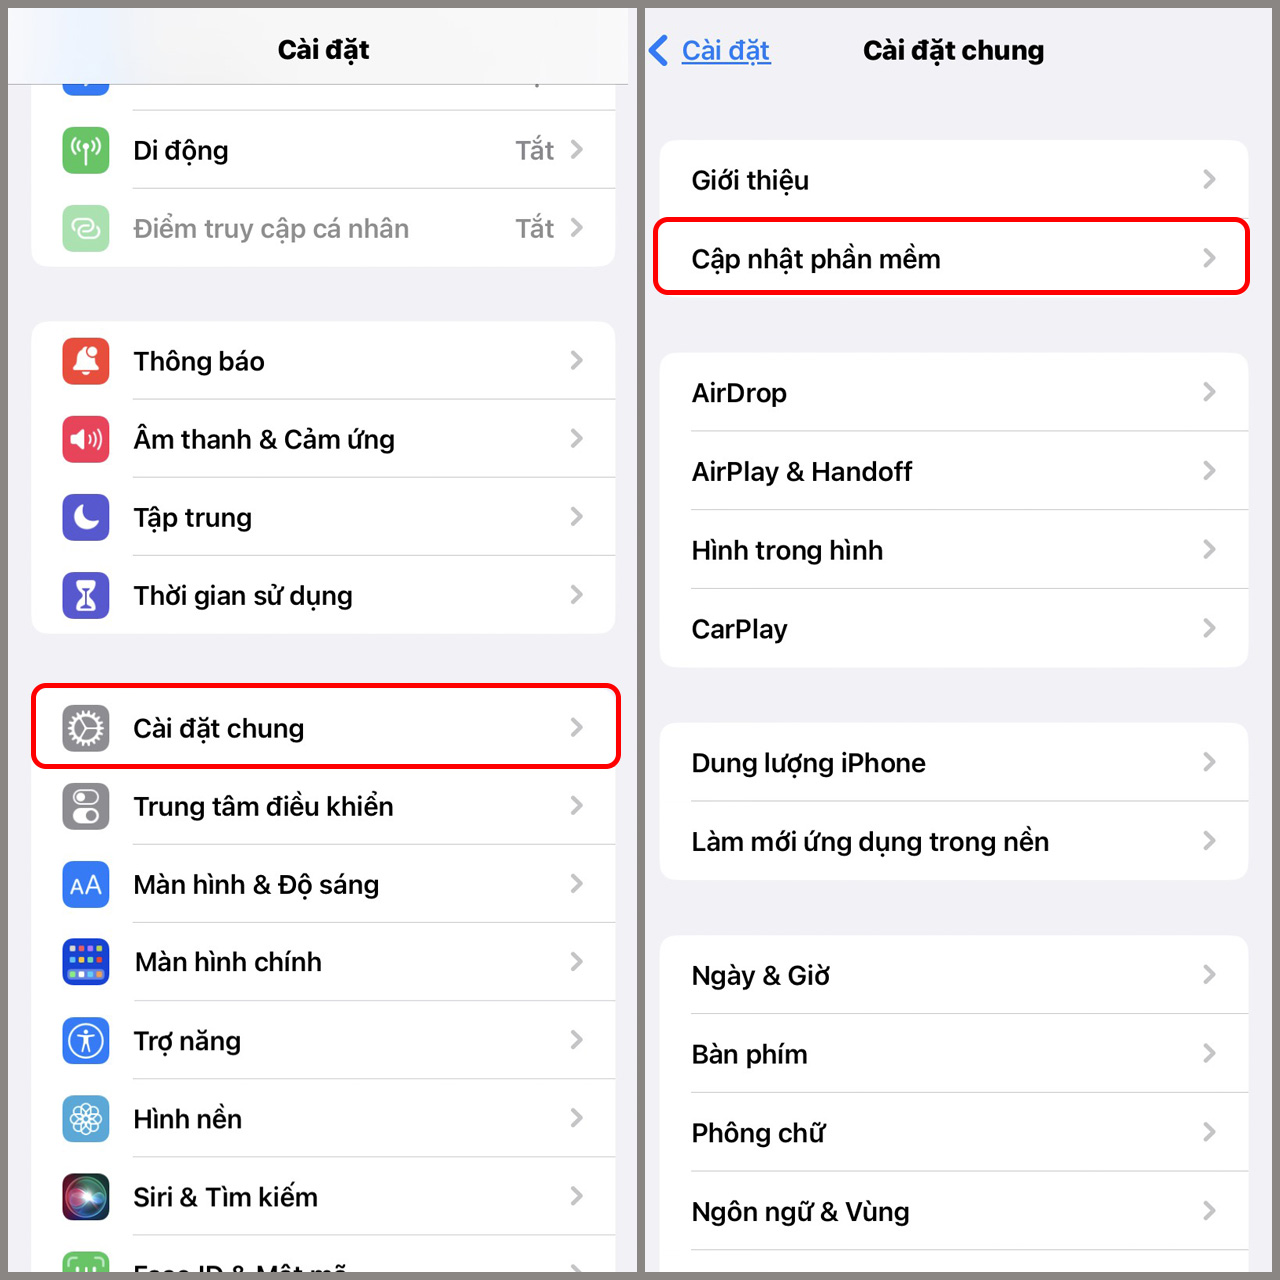 Cài đặt
Di động Tắt
Điểm truy cập cá nhân Tắt
Thông báo
Âm thanh & Cảm ứng
Tập trung
Thời gian sử dụng
Cài đặt chung
Trung tâm điều khiển
AA Màn hình & Độ sáng
Màn hình chính
Trợ năng
Hình nền
Siri & Tìm kiếm
Face ID & Mật mã
Cài đặt Cài đặt chung
Giới thiệu
Cập nhật phần mềm
AirDrop
AirPlay & Handoff
Hình trong hình
CarPlay
Dung lượng iPhone
Làm mới ứng dụng trong nền
Ngày & Giờ
Bàn phím
Phông chữ
Ngôn ngữ & Vùng